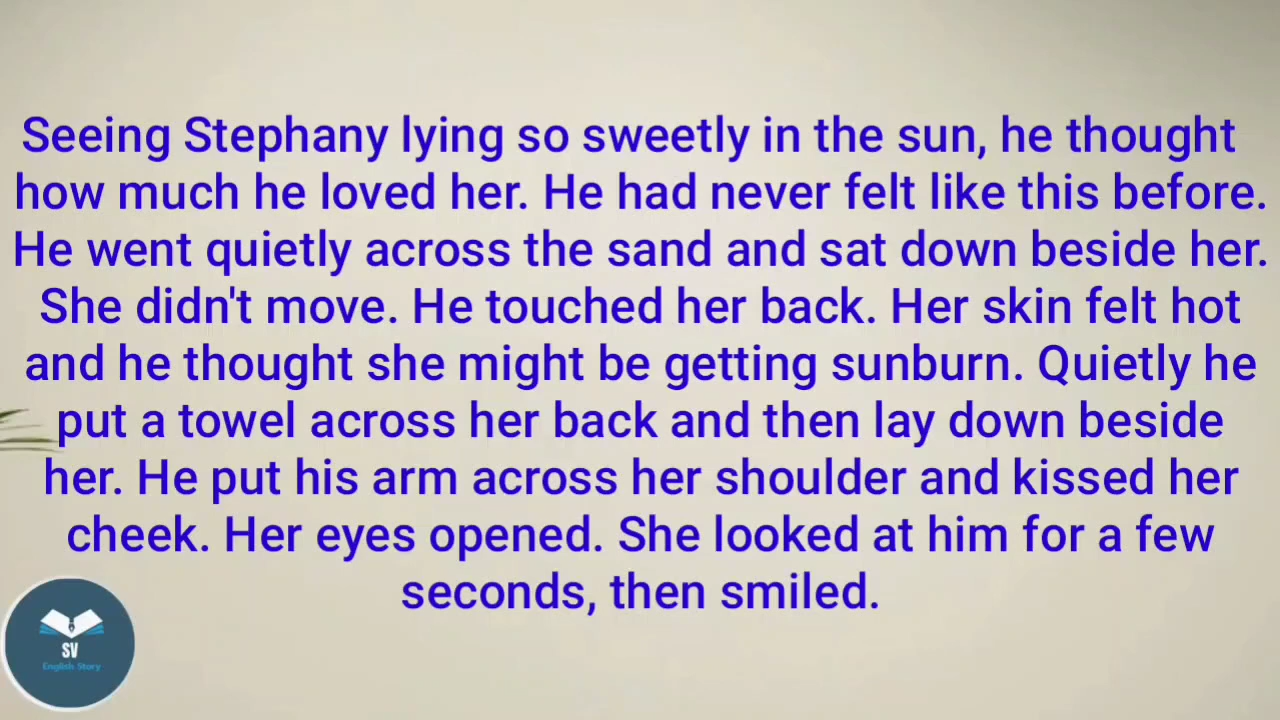 Seeing Stephany lying so sweetly in the sun, he thought
how much he loved her. He had never felt like this before.
He went quietly across the sand and sat down beside her.
She didn't move. He touched her back. Her skin felt hot
and he thought she might be getting sunburn. Quietly he
put a towel across her back and then lay down beside
her. He put his arm across her shoulder and kissed her
cheek. Her eyes opened. She looked at him for a few
seconds, then smiled.
SV
English Story